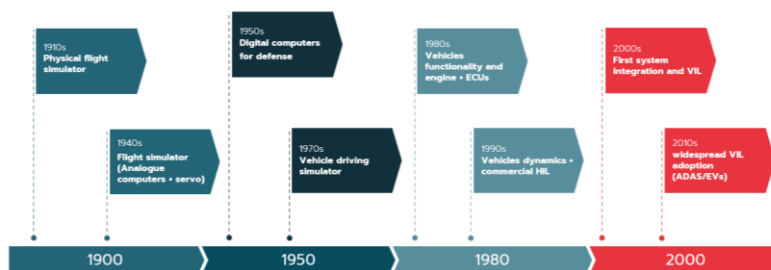 1910s
Physical flight
simulator
1940s
Flight simulator
(Analogue
computers + servo)
1950s
Digital computers
for defense
1970s
Vehicle driving
simulator
1980s
Vehicles
functionality and
engine + ECUs
1990s
Vehicles dynamics +
commercial HIL
2000s
First system
integration and VIL
2010s
widespread VIL
adoption
(ADAS/EVs)
1900
1950
1980
2000